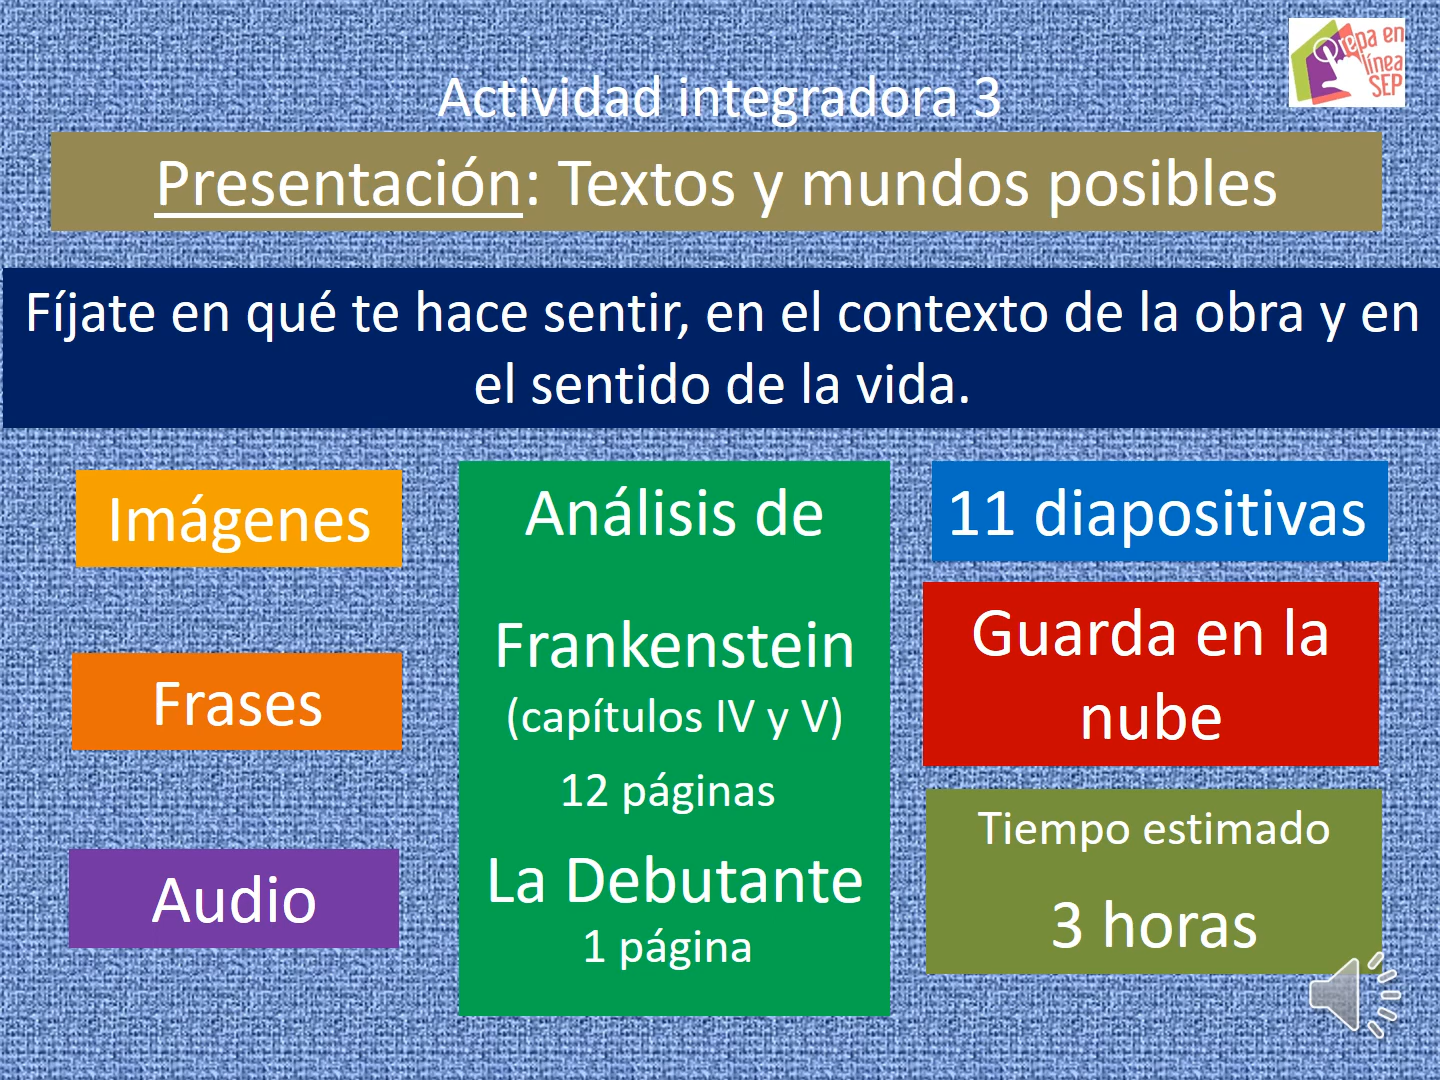 Prepa en
línea
SEP
Actividad integradora 3
Presentación: Textos y mundos posibles
Fíjate en qué te hace sentir, en el contexto de la obra y en
el sentido de la vida.
Imágenes
Frases
Audio
Análisis de
Frankenstein
(capítulos IV y V)
12 páginas
La Debutante
1 página
11 diapositivas
Guarda en la
nube
Tiempo estimado
3 horas